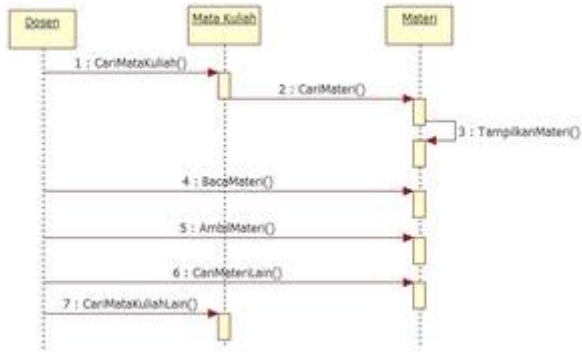 Dosen
Mata Kuliah
Materi
1 : CariMataKuliah()
2 : CariMateri()
3 : TampilkanMateri()
4 : BacaMateri()
5 : AmbilMateri()
6 : CariMateriLain()
7 : CariMataKuliahLain()